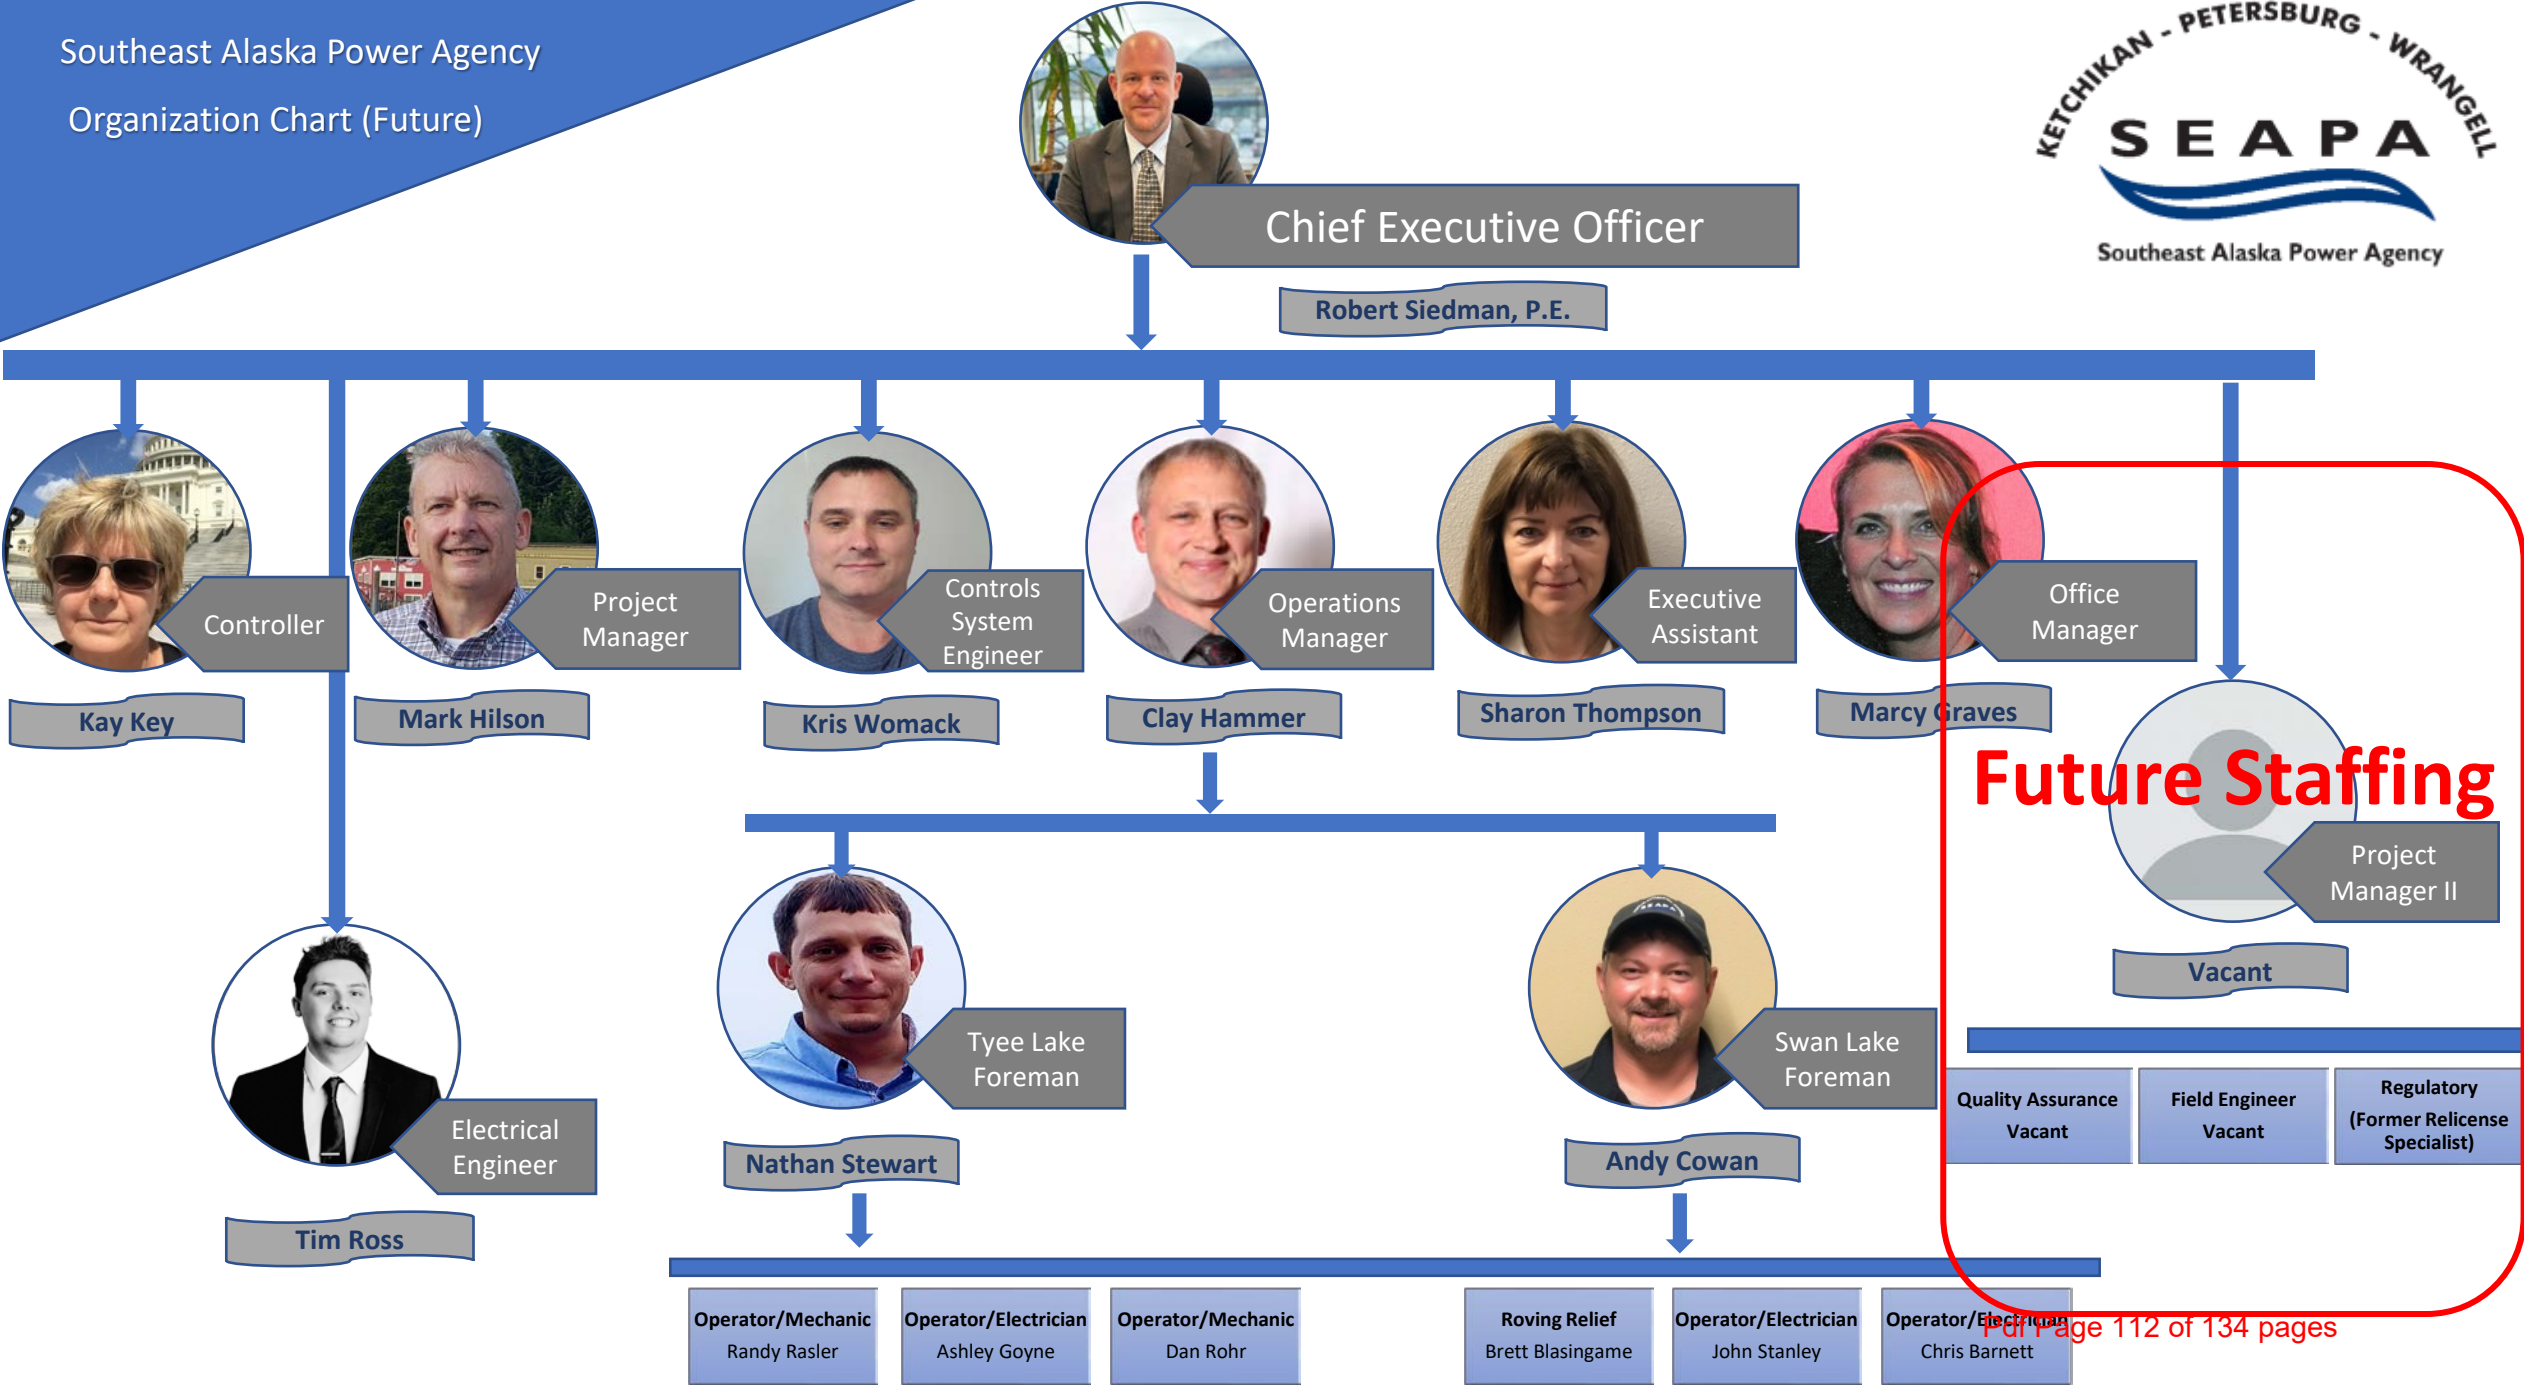 Southeast Alaska Power Agency
Organization Chart (Future)
KETCHIKAN - PETERSBURG - WRANGELL
SEAPA
Southeast Alaska Power Agency
Chief Executive Officer
Robert Siedman, P.E.
Controller
Kay Key
Project
Manager
Mark Hilson
Controls
System
Engineer
Kris Womack
Operations
Manager
Clay Hammer
Executive
Assistant
Sharon Thompson
Office
Manager
Marcy Graves
Future Staffing
Project
Manager II
Vacant
Electrical
Engineer
Tim Ross
Tyee Lake
Foreman
Nathan Stewart
SEAPA
Swan Lake
Foreman
Andy Cowan
Quality Assurance
Vacant
Field Engineer
Vacant
Regulatory
(Former Relicense
Specialist)
Operator/Mechanic
Randy Rasler
Operator/Electrician
Ashley Goyne
Operator/Mechanic
Dan Rohr
Roving Relief
Brett Blasingame
Operator/Electrician
John Stanley
Operator/Electrician
Chris Barnett
Pdf Page 112 of 134 pages